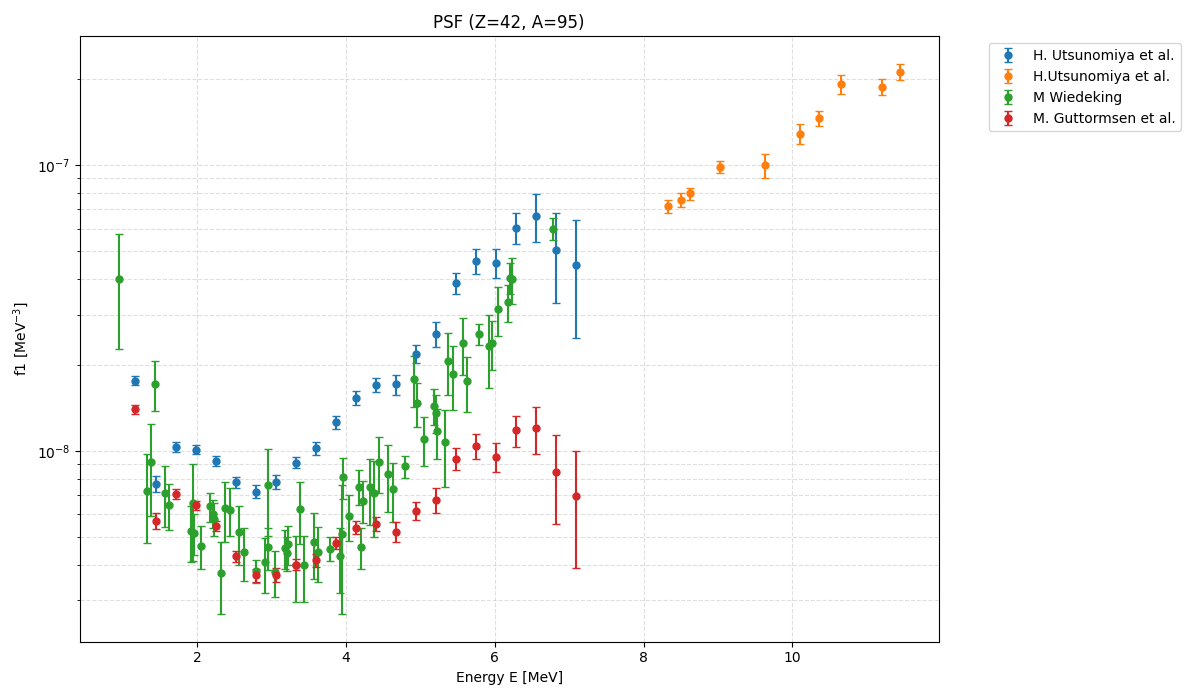 PSF (Z=42, A=95)
H. Utsunomiya et al.
H.Utsunomiya et al.
M Wiedeking
M. Guttormsen et al.
f1 [MeV⁻³]
10⁻⁷
10⁻⁸
2 4 6 8 10
Energy E [MeV]